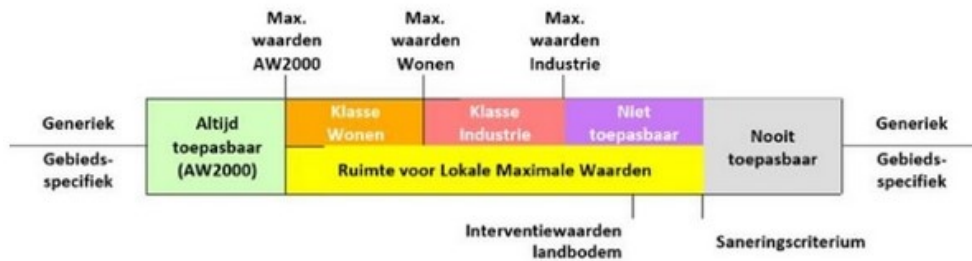 Max.
waarden
AW2000
Max.
waarden
Wonen
Max.
waarden
Industrie
Generiek
Gebieds-
specifiek
Altijd
toepasbaar
(AW2000)
Klasse
Wonen
Klasse
Industrie
Niet
toepasbaar
Ruimte voor Lokale Maximale Waarden
Nooit
toepasbaar
Generiek
Gebieds-
specifiek
Interventiewaarden
landbodem
Saneringscriterium